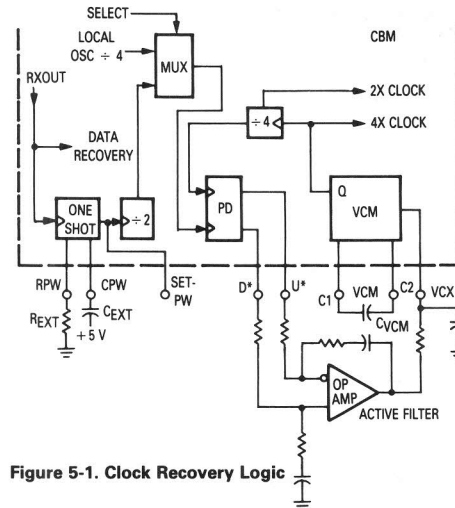 SELECT
LOCAL
OSC ÷ 4
MUX
CBM
RXOUT
2X CLOCK
÷4
4X CLOCK
DATA
RECOVERY
ONE
SHOT
÷2
PD
Q
VCM
RPW
CPW
SET-
PW
D*
U*
C1
VCM
C2
VCX
REXT
CEXT
+5 V
CVCM
OP
AMP
ACTIVE FILTER
Figure 5-1. Clock Recovery Logic